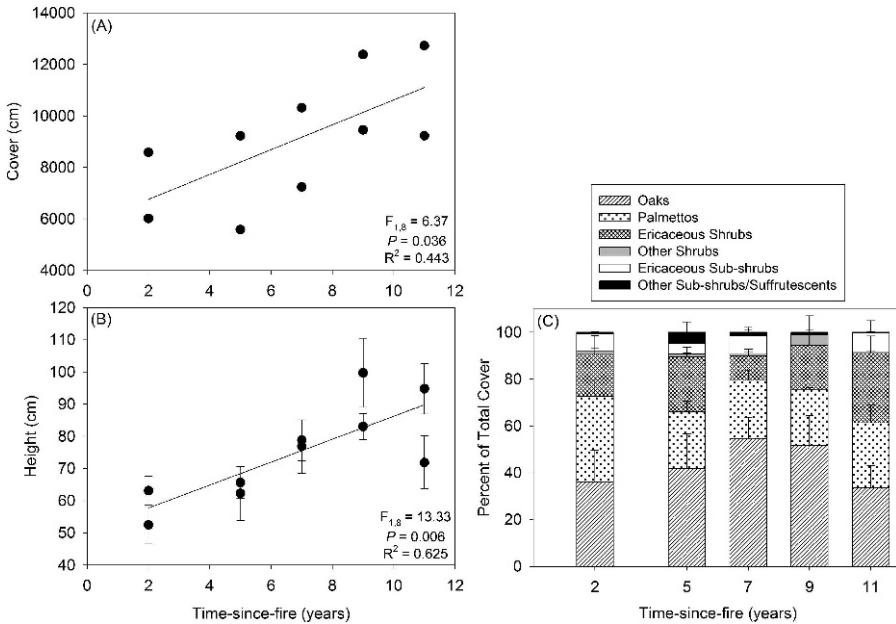 (A)
14000
12000
10000
8000
6000
4000
Cover (cm)
F1,8 = 6.37
P = 0.036
R2 = 0.443
0 2 4 6 8 10 12
(B)
120
110
100
90
80
70
60
50
40
Height (cm)
F1,8 = 13.33
P = 0.006
R2 = 0.625
0 2 4 6 8 10 12
Time-since-fire (years)
Oaks
Palmettos
Ericaceous Shrubs
Other Shrubs
Ericaceous Sub-shrubs
Other Sub-shrubs/Suffrutescents
(C)
100
80
60
40
20
0
Percent of Total Cover
2 5 7 9 11
Time-since-fire (years)